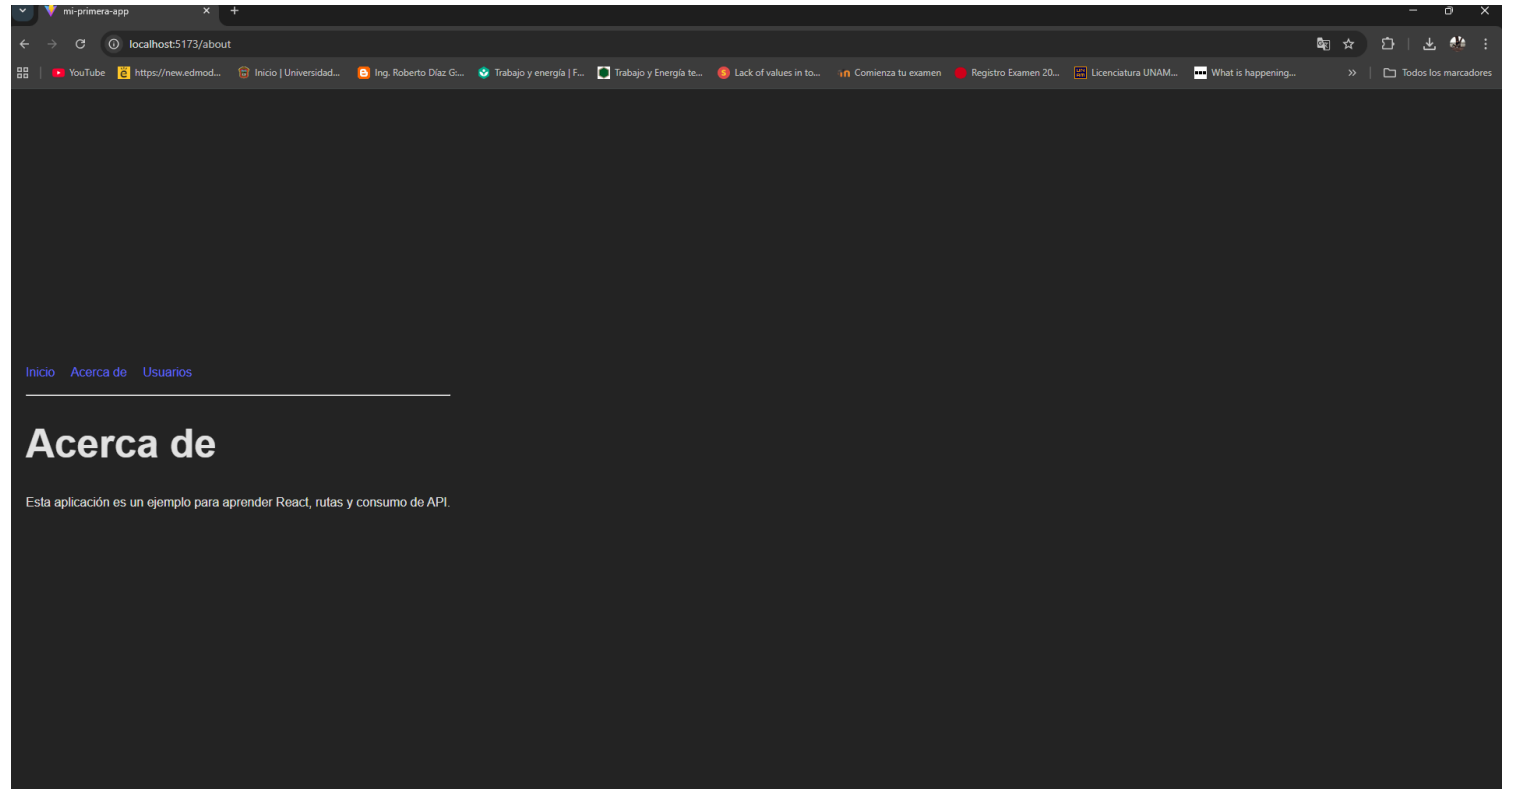 mi-primera-app
localhost:5173/about
YouTube https://new.edmod... Inicio | Universidad... Ing. Roberto Díaz G:... Trabajo y energía | F... Trabajo y Energía te... Lack of values in to... Comienza tu examen Registro Examen 20... Licenciatura UNAM... What is happening... » Todos los marcadores
Inicio Acerca de Usuarios
Acerca de
Esta aplicación es un ejemplo para aprender React, rutas y consumo de API.